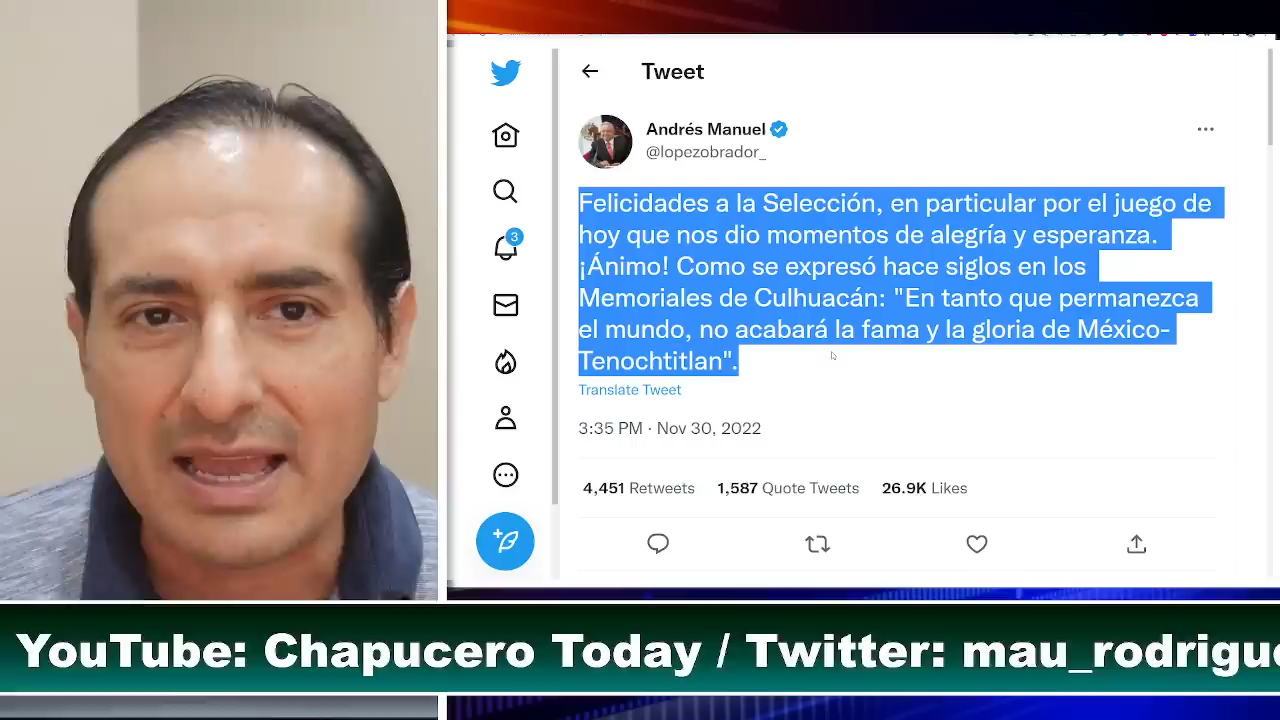 Tweet
Andrés Manuel
@lopezobrador_
Felicidades a la Selección, en particular por el juego de
hoy que nos dio momentos de alegría y esperanza.
¡Ánimo! Como se expresó hace siglos en los
Memoriales de Culhuacán: "En tanto que permanezca
el mundo, no acabará la fama y la gloria de México-
Tenochtitlan".
Translate Tweet
3:35 PM · Nov 30, 2022
4,451 Retweets 1,587 Quote Tweets 26.9K Likes
3
YouTube: Chapucero Today / Twitter: mau_rodrigue